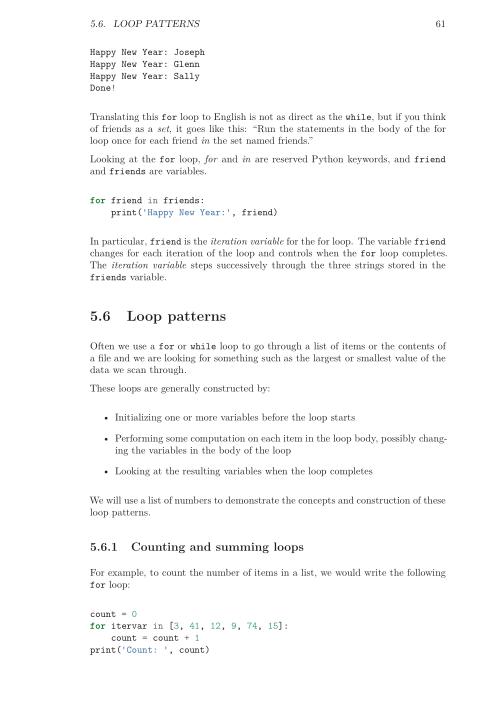 5.6. LOOP PATTERNS 61
Happy New Year: Joseph
Happy New Year: Glenn
Happy New Year: Sally
Done!
Translating this for loop to English is not as direct as the while, but if you think
of friends as a set, it goes like this: “Run the statements in the body of the for
loop once for each friend in the set named friends.”
Looking at the for loop, for and in are reserved Python keywords, and friend
and friends are variables.
for friend in friends:
    print('Happy New Year:', friend)
In particular, friend is the iteration variable for the for loop. The variable friend
changes for each iteration of the loop and controls when the for loop completes.
The iteration variable steps successively through the three strings stored in the
friends variable.
5.6 Loop patterns
Often we use a for or while loop to go through a list of items or the contents of
a file and we are looking for something such as the largest or smallest value of the
data we scan through.
These loops are generally constructed by:
• Initializing one or more variables before the loop starts
• Performing some computation on each item in the loop body, possibly chang-
ing the variables in the body of the loop
• Looking at the resulting variables when the loop completes
We will use a list of numbers to demonstrate the concepts and construction of these
loop patterns.
5.6.1 Counting and summing loops
For example, to count the number of items in a list, we would write the following
for loop:
count = 0
for itervar in [3, 41, 12, 9, 74, 15]:
    count = count + 1
print('Count: ', count)